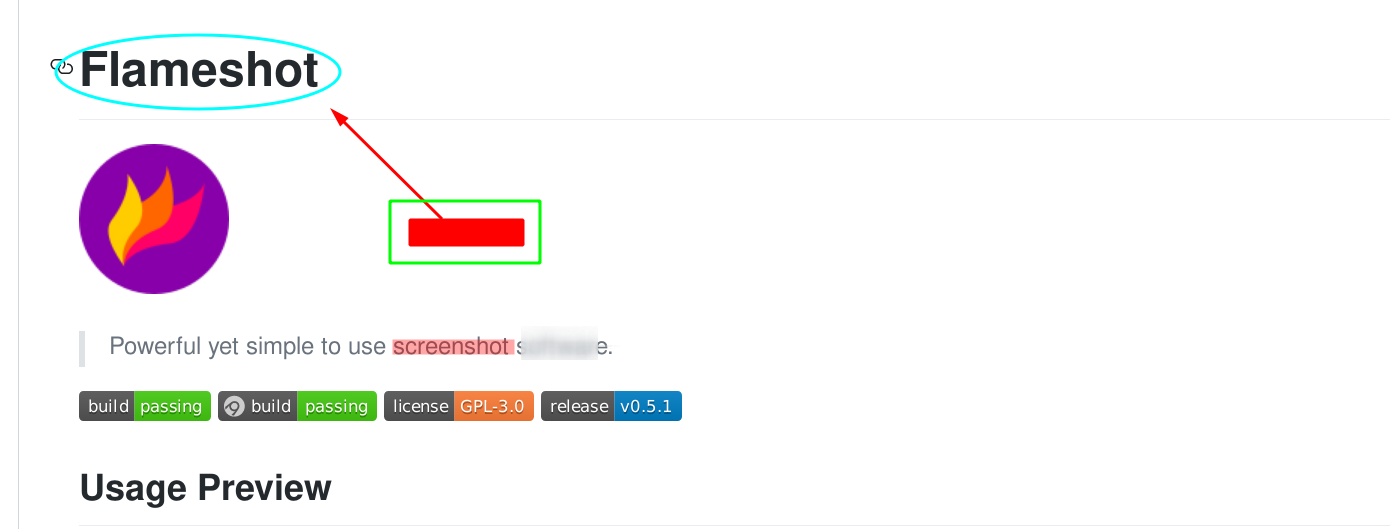 Flameshot
Powerful yet simple to use screenshot
build passing
build passing
license GPL-3.0
release v0.5.1
Usage Preview